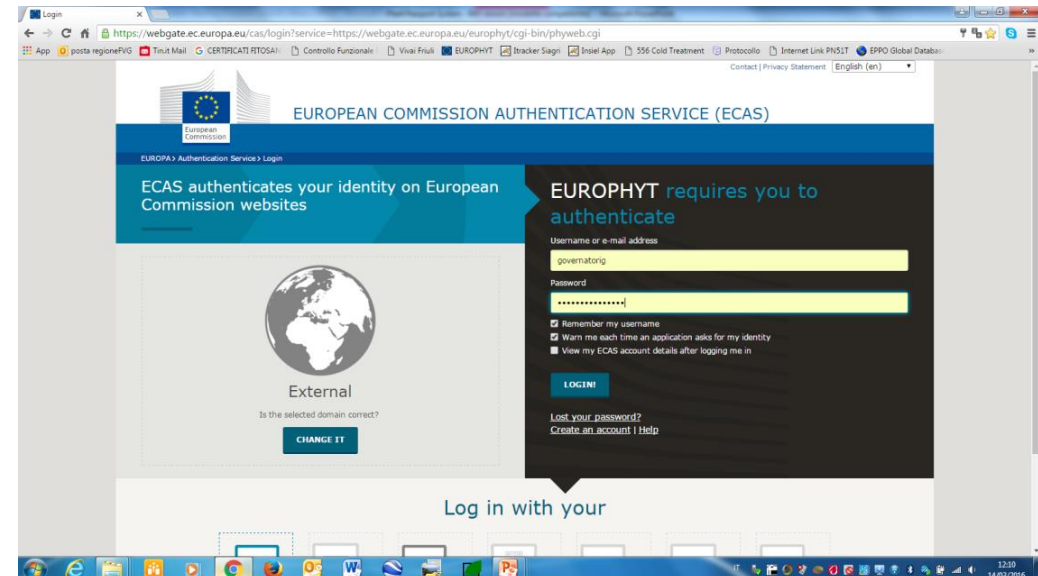 Login
https://webgate.ec.europa.eu/cas/login?service=https://webgate.ec.europa.eu/europhyt/cgi-bin/phyweb.cgi
App posta regioneFVG Tin.it Mail CERTIFICATI FITOSAN Controllo Funzionale Vivai Friuli EUROPHYT Itracker Siagri Insiel App 556 Cold Treatment Protocollo Internet Link PN51T EPPO Global Databas
Contact | Privacy Statement English (en)
EUROPEAN COMMISSION AUTHENTICATION SERVICE (ECAS)
European
Commission
EUROPA > Authentication Service > Login
ECAS authenticates your identity on European
Commission websites
External
Is the selected domain correct?
CHANGE IT
EUROPHYT requires you to
authenticate
Username or e-mail address
governatorig
Password
•••••••••••••••
Remember my username
Warn me each time an application asks for my identity
View my ECAS account details after logging me in
LOGIN!
Lost your password?
Create an account | Help
Log in with your
IT
12:10
14/03/2016